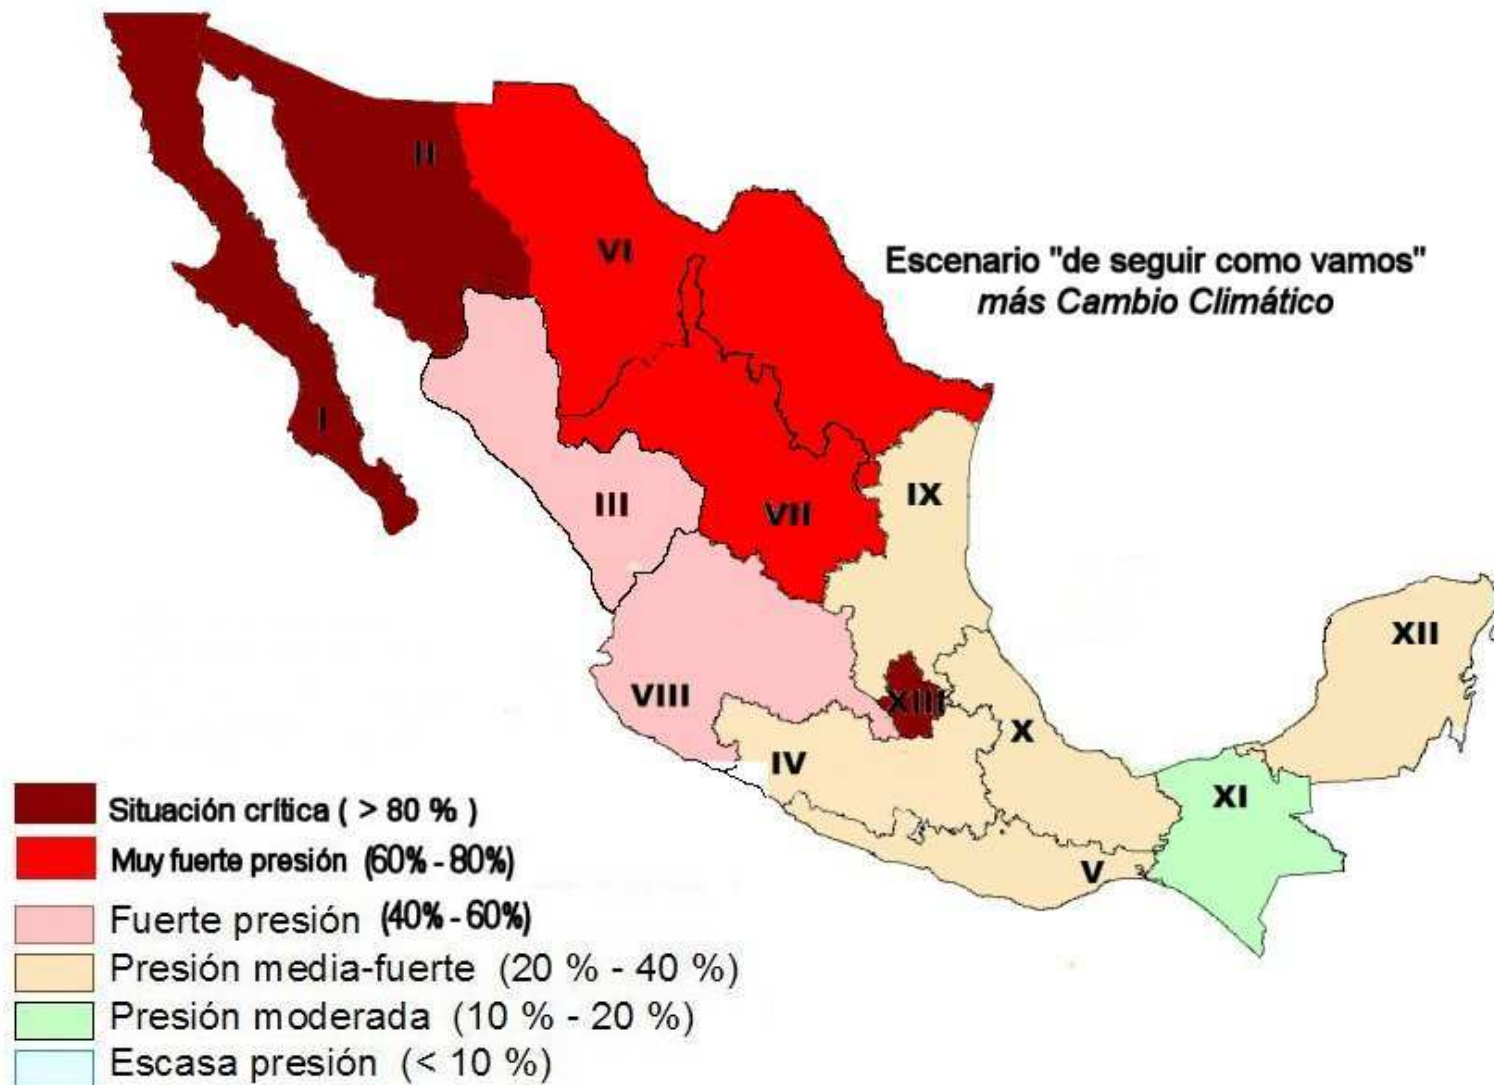 II
VI
Escenario "de seguir como vamos"
más Cambio Climático
I
III
VII
IX
XII
VIII
XIII
X
IV
XI
V
Situación crítica ( > 80 % )
Muy fuerte presión (60% - 80%)
Fuerte presión (40% - 60%)
Presión media-fuerte (20 % - 40 %)
Presión moderada (10 % - 20 %)
Escasa presión (< 10 %)